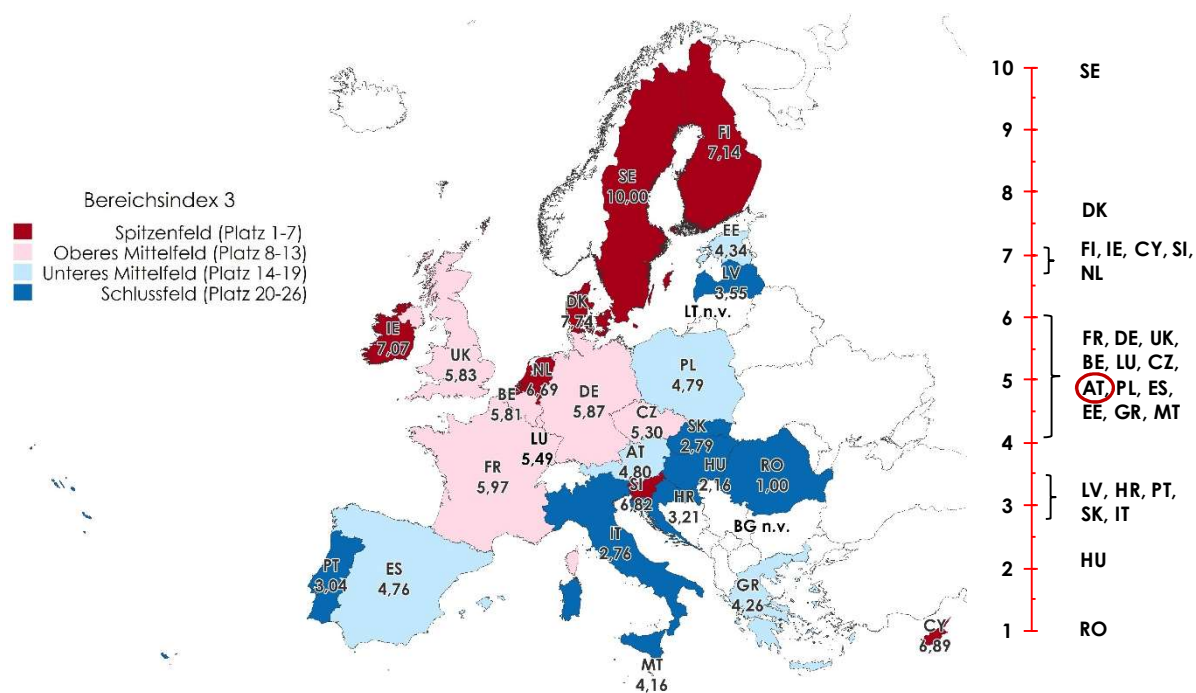 Bereichsindex 3
Spitzenfeld (Platz 1-7)
Oberes Mittelfeld (Platz 8-13)
Unteres Mittelfeld (Platz 14-19)
Schlussfeld (Platz 20-26)
FI
7,14
SE
10,00
EE
4,34
LV
3,55
LT n.v.
DK
7,74
IE
7,07
UK
5,83
NL
6,69
BE
5,81
DE
5,87
PL
4,79
CZ
5,30
LU
5,49
SK
2,79
AT
4,80
HU
2,16
RO
1,00
FR
5,97
SI
6,82
HR
3,21
BG n.v.
IT
2,76
PT
3,04
ES
4,76
GR
4,26
CY
6,89
MT
4,16
10
9
8
7
6
5
4
3
2
1
SE
DK
FI, IE, CY, SI,
NL
FR, DE, UK,
BE, LU, CZ,
AT, PL, ES,
EE, GR, MT
LV, HR, PT,
SK, IT
HU
RO